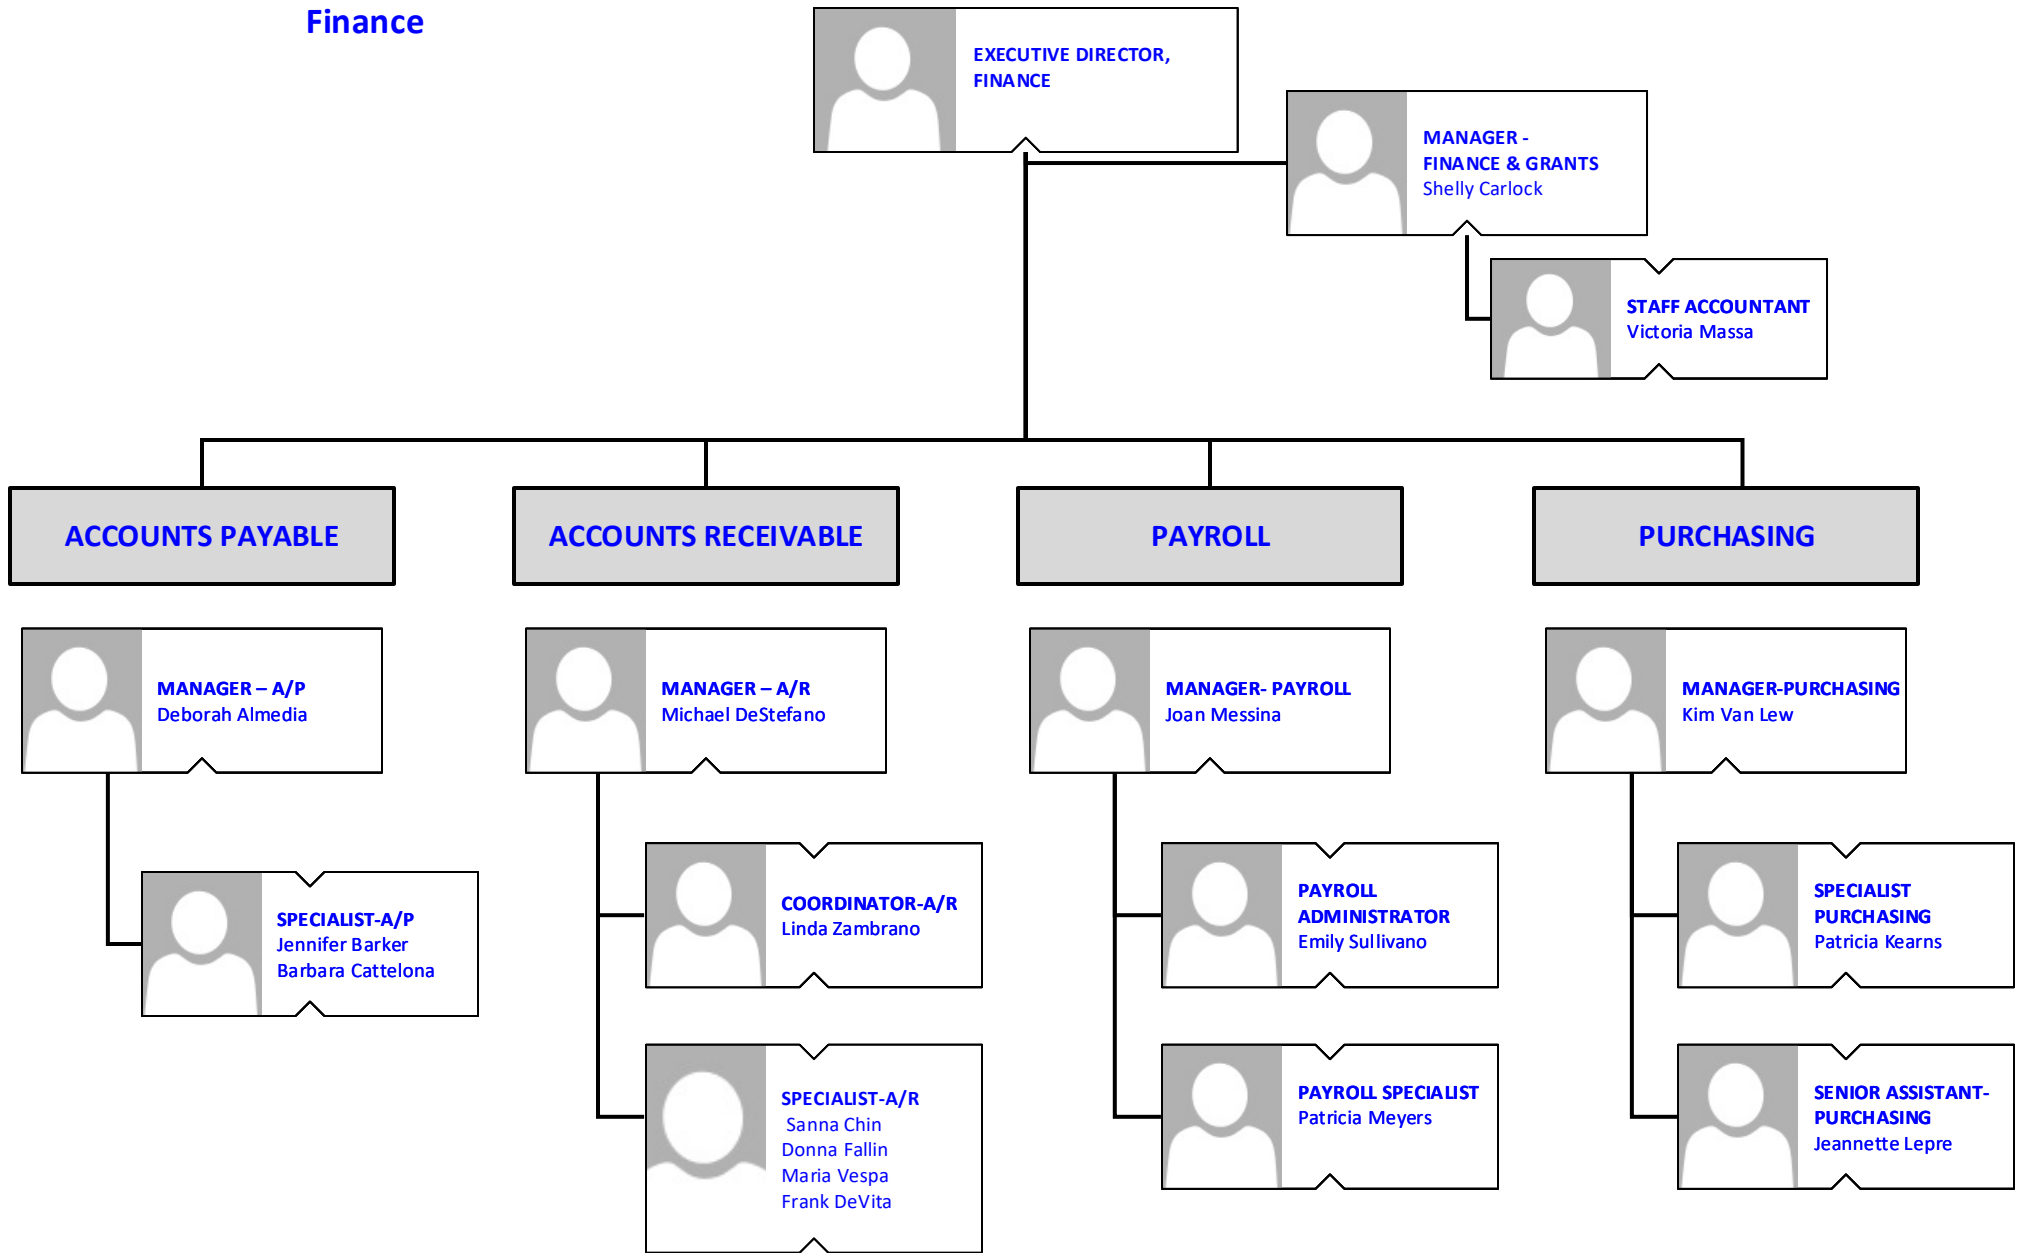 Finance
EXECUTIVE DIRECTOR,
FINANCE
MANAGER -
FINANCE & GRANTS
Shelly Carlock
STAFF ACCOUNTANT
Victoria Massa
ACCOUNTS PAYABLE
ACCOUNTS RECEIVABLE
PAYROLL
PURCHASING
MANAGER – A/P
Deborah Almedia
MANAGER – A/R
Michael DeStefano
MANAGER- PAYROLL
Joan Messina
MANAGER-PURCHASING
Kim Van Lew
SPECIALIST-A/P
Jennifer Barker
Barbara Cattelona
COORDINATOR-A/R
Linda Zambrano
PAYROLL
ADMINISTRATOR
Emily Sullivano
SPECIALIST
PURCHASING
Patricia Kearns
SPECIALIST-A/R
Sanna Chin
Donna Fallin
Maria Vespa
Frank DeVita
PAYROLL SPECIALIST
Patricia Meyers
SENIOR ASSISTANT-
PURCHASING
Jeannette Lepre